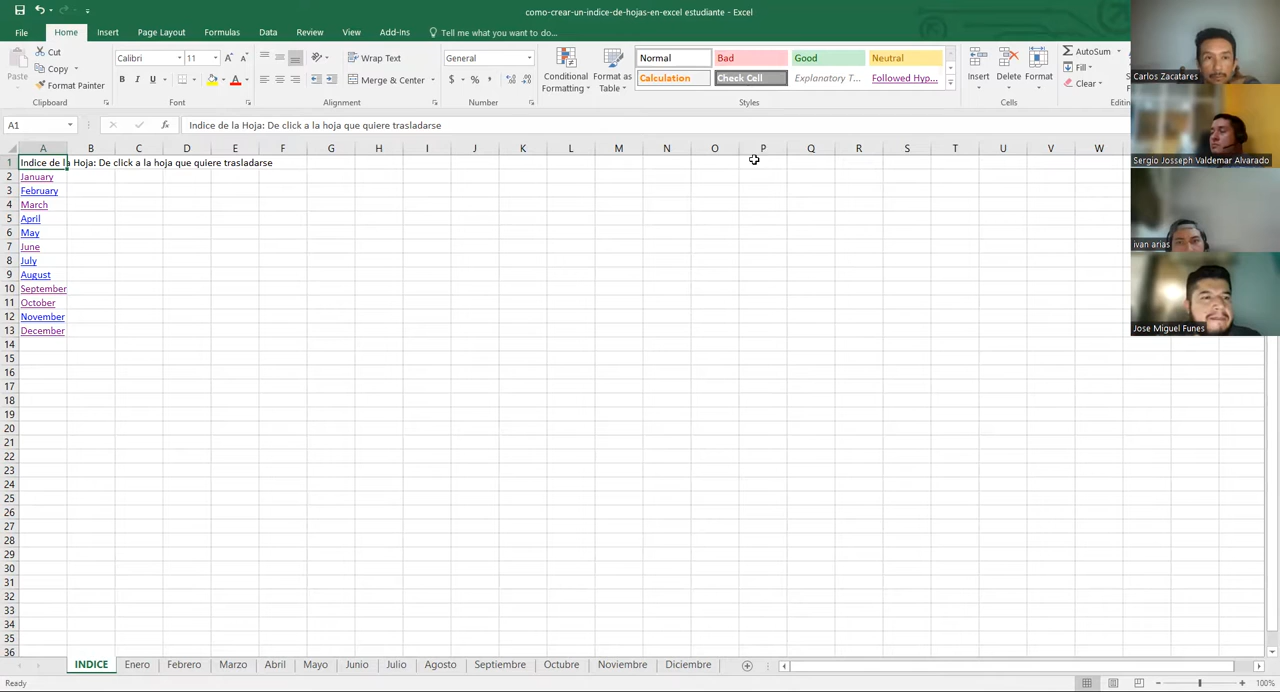 como-crear-un-indice-de-hojas-en-excel estudiante - Excel
File Home Insert Page Layout Formulas Data Review View Add-Ins Tell me what you want to do...
Paste
Cut
Copy
Format Painter
Clipboard
Calibri 11
B I U
Font
Wrap Text
Merge & Center
Alignment
General
$ % ,
Number
Conditional Formatting
Format as Table
Normal Bad Good Neutral
Calculation Check Cell Explanatory T... Followed Hyp...
Styles
Insert Delete Format
Cells
AutoSum
Fill
Clear
Editin
A1 fx Indice de la Hoja: De click a la hoja que quiere trasladarse
A B C D E F G H I J K L M N O P Q R S T U V W
1 Indice de la Hoja: De click a la hoja que quiere trasladarse
2 January
3 February
4 March
5 April
6 May
7 June
8 July
9 August
10 September
11 October
12 November
13 December
14
15
16
17
18
19
20
21
22
23
24
25
26
27
28
29
30
31
32
33
34
35
36
INDICE Enero Febrero Marzo Abril Mayo Junio Julio Agosto Septiembre Octubre Noviembre Diciembre
Ready 100%
Carlos Zacatares
Sergio Josseph Valdemar Alvarado
ivan arias
Jose Miguel Funes